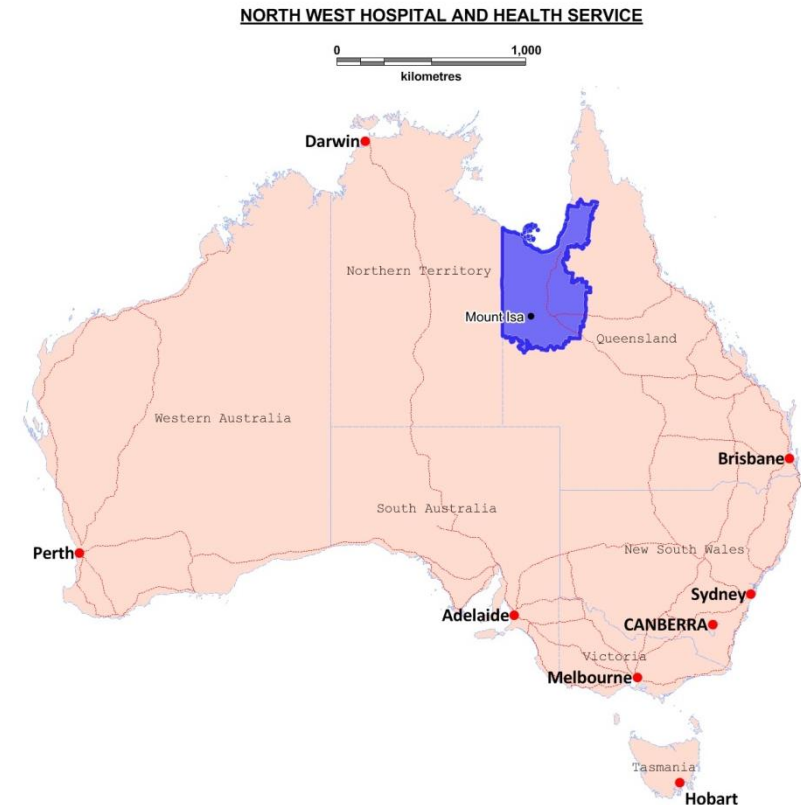 NORTH WEST HOSPITAL AND HEALTH SERVICE
0 1,000
kilometres
Darwin
Northern Territory
Mount Isa
Queensland
Western Australia
Brisbane
South Australia
New South Wales
Perth
Sydney
Adelaide
CANBERRA
Victoria
Melbourne
Tasmania
Hobart